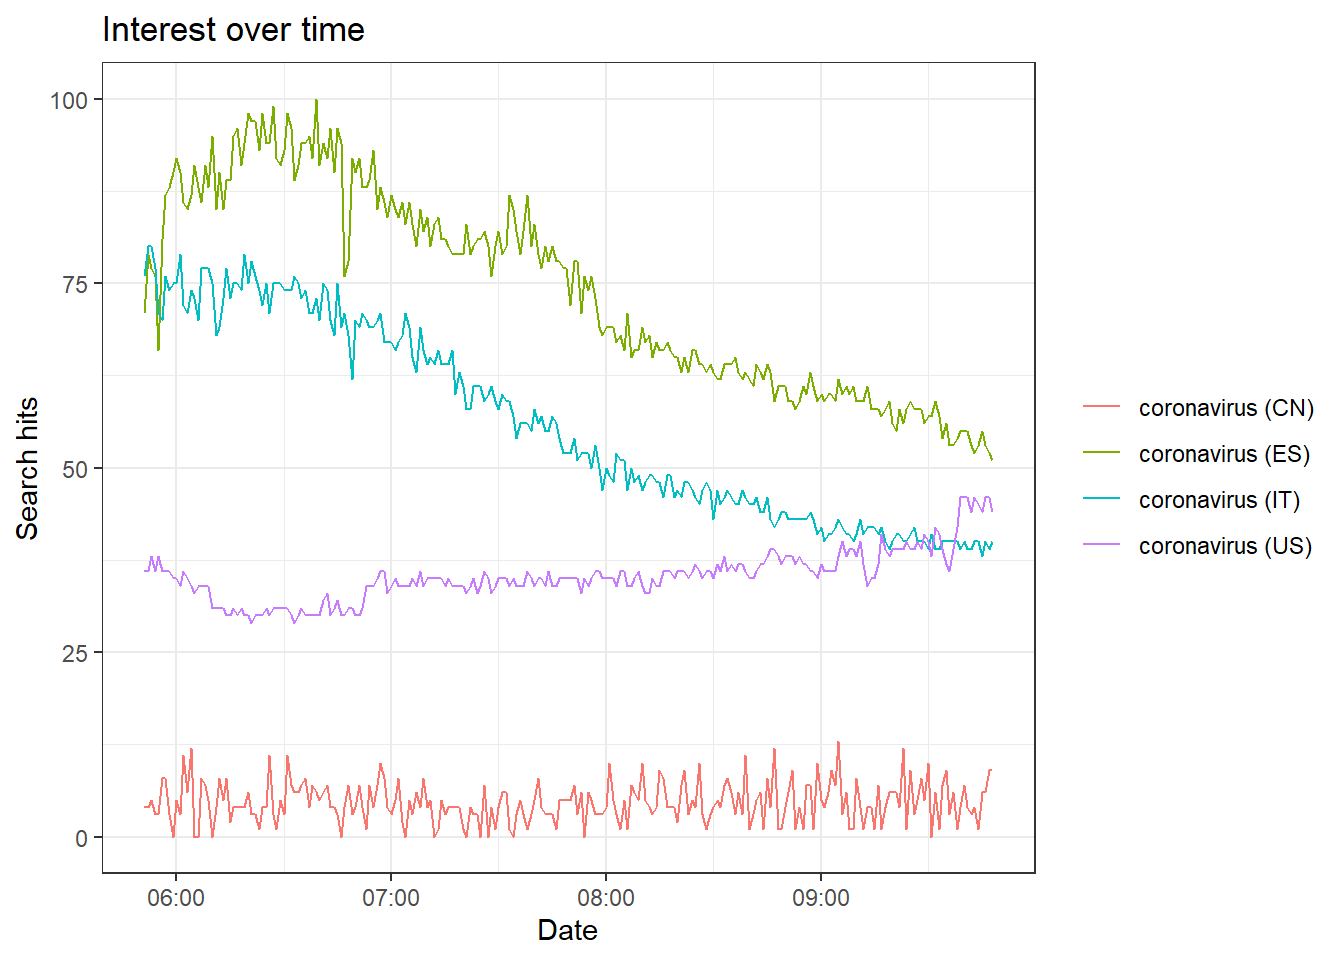 Interest over time
100
75
50
25
0
Search hits
06:00
07:00
08:00
09:00
Date
coronavirus (CN)
coronavirus (ES)
coronavirus (IT)
coronavirus (US)